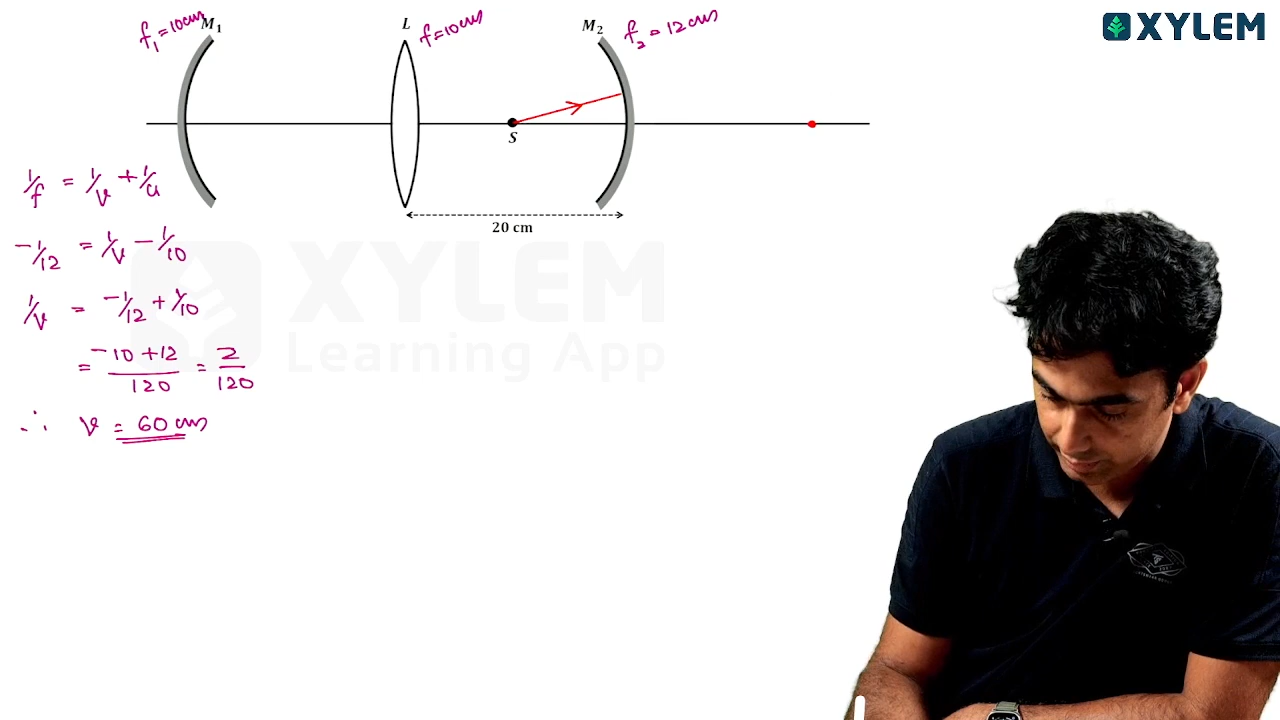 XYLEM
f₁ = 10cm M₁
L f = 10cm
M₂ f₂ = 12cm
S
20 cm
1/f = 1/v + 1/u
-1/12 = 1/v - 1/10
1/v = -1/12 + 1/10
= (-10 + 12)/120 = 2/120
∴ v = 60 cm
XYLEM
Learning App